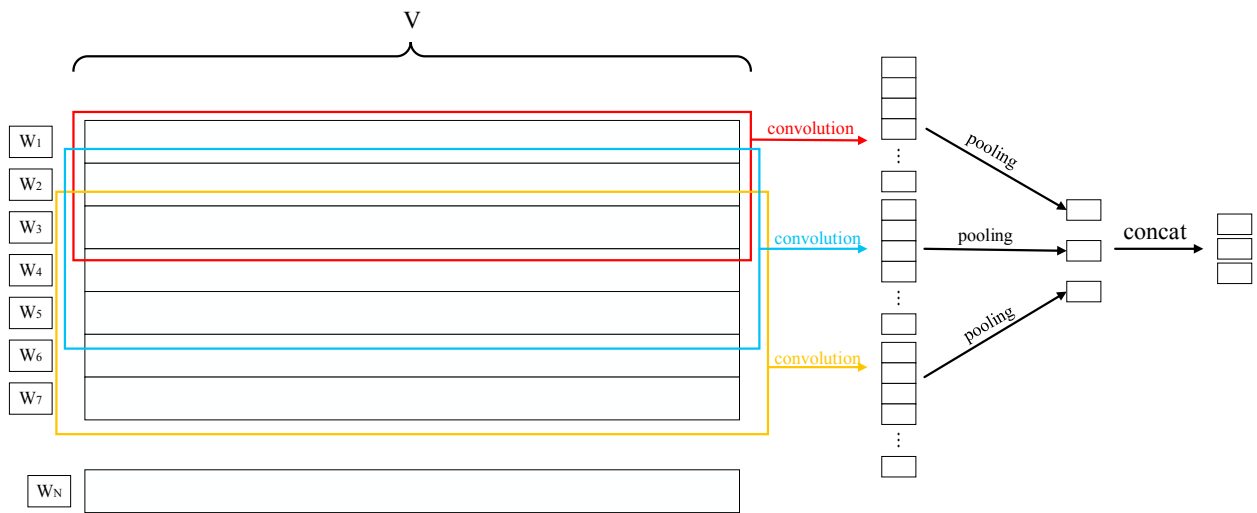 V
W1
W2
W3
W4
W5
W6
W7
WN
convolution
convolution
convolution
⋮
⋮
⋮
pooling
pooling
pooling
concat